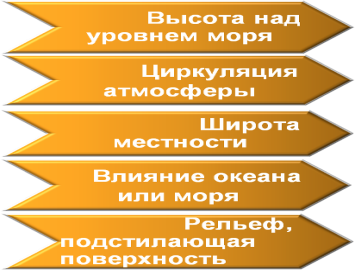 Высота над
уровнем моря
Циркуляция
атмосферы
Широта
местности
Влияние океана
или моря
Рельеф,
подстилающая
поверхность